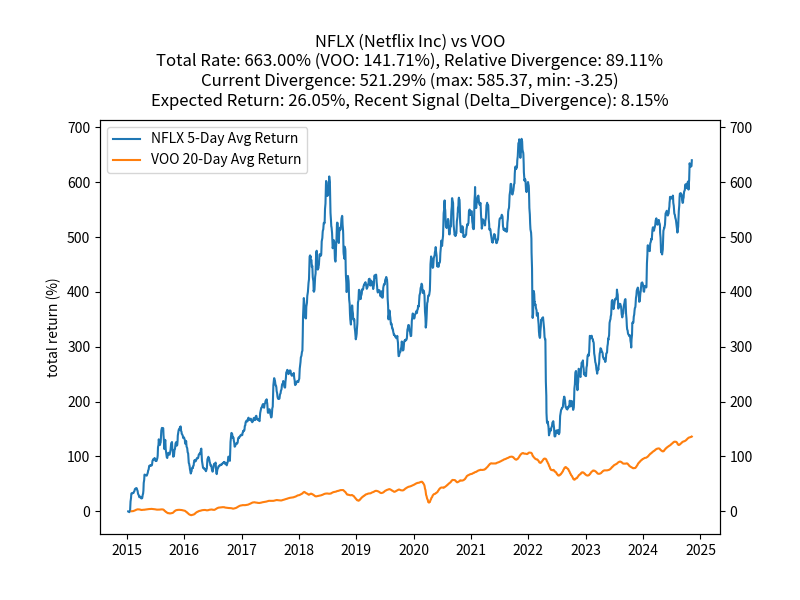 NFLX (Netflix Inc) vs VOO
Total Rate: 663.00% (VOO: 141.71%), Relative Divergence: 89.11%
Current Divergence: 521.29% (max: 585.37, min: -3.25)
Expected Return: 26.05%, Recent Signal (Delta_Divergence): 8.15%
NFLX 5-Day Avg Return
VOO 20-Day Avg Return
total return (%)
700 700
600 600
500 500
400 400
300 300
200 200
100 100
0 0
2015 2016 2017 2018 2019 2020 2021 2022 2023 2024 2025